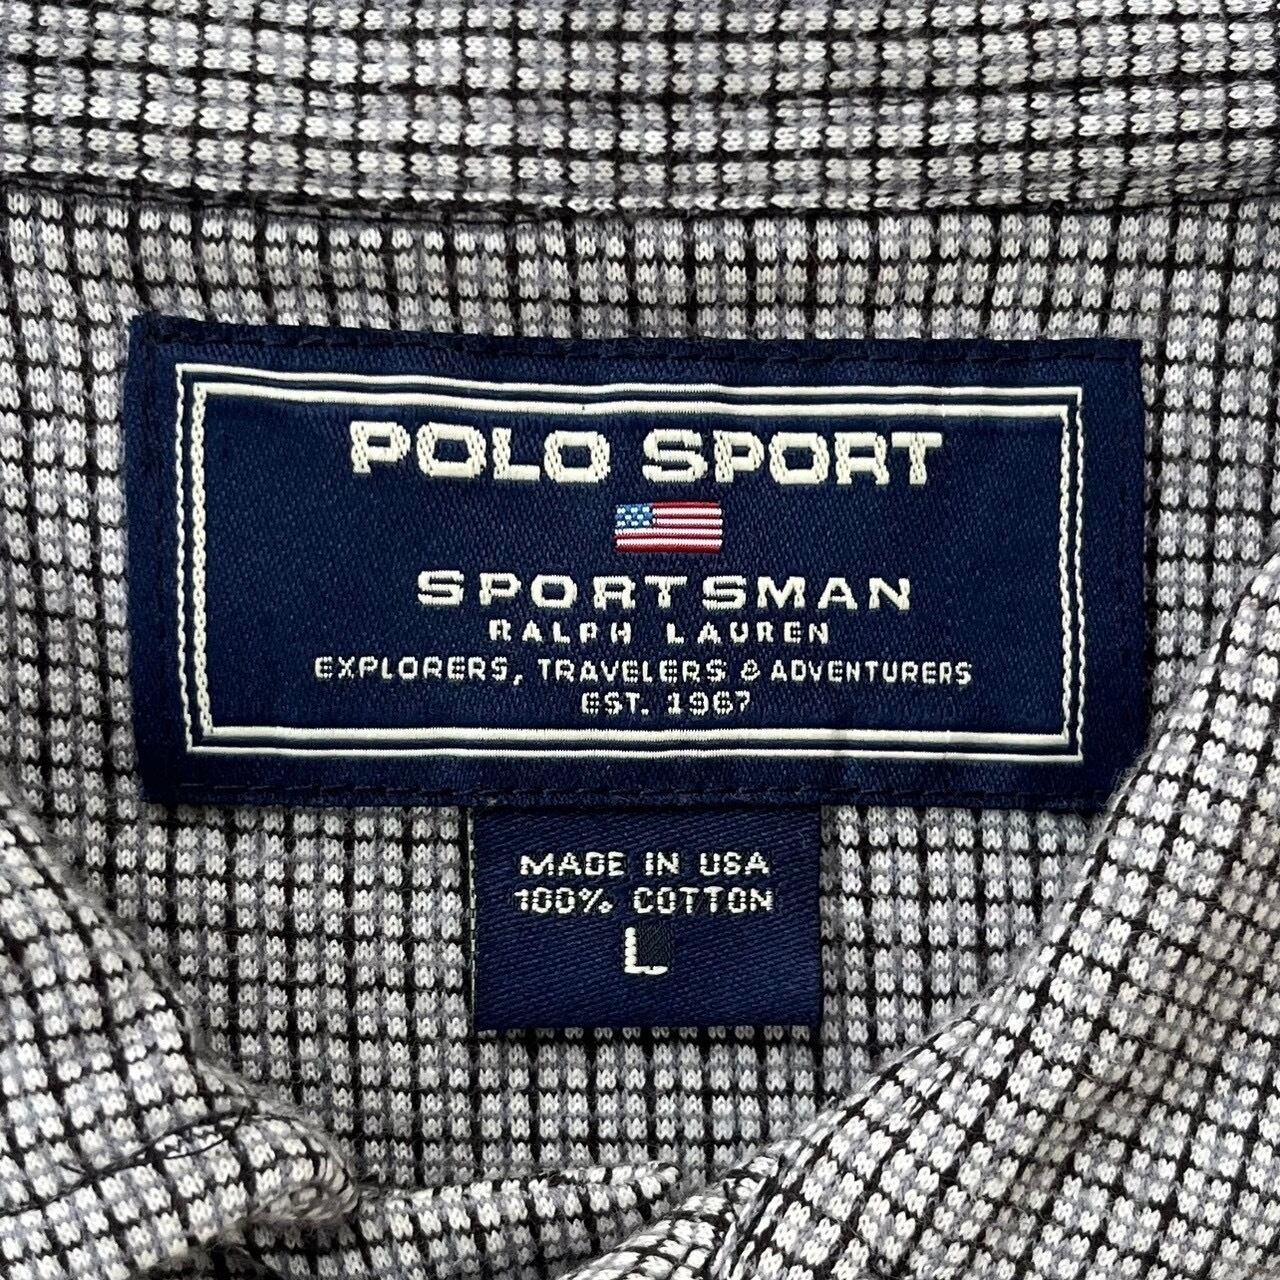 POLO SPORT
SPORTSMAN
RALPH LAUREN
EXPLORERS, TRAVELERS & ADVENTURERS
EST. 1967
MADE IN USA
100% COTTON
L